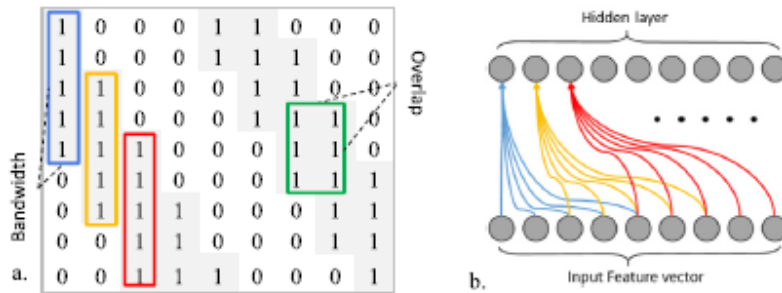 1 0 0 0 1 1 0 0 0
1 0 0 0 1 1 1 0 0
1 1 0 0 0 1 1 0 0
1 1 0 0 0 1 1 1 0
1 1 1 0 0 0 1 1 0
0 1 1 0 0 0 1 1 1
0 1 1 1 0 0 0 1 1
0 0 1 1 0 0 0 1 1
0 0 1 1 1 0 0 0 1
Bandwidth
Overlap
a.
Hidden layer
Input Feature vector
b.